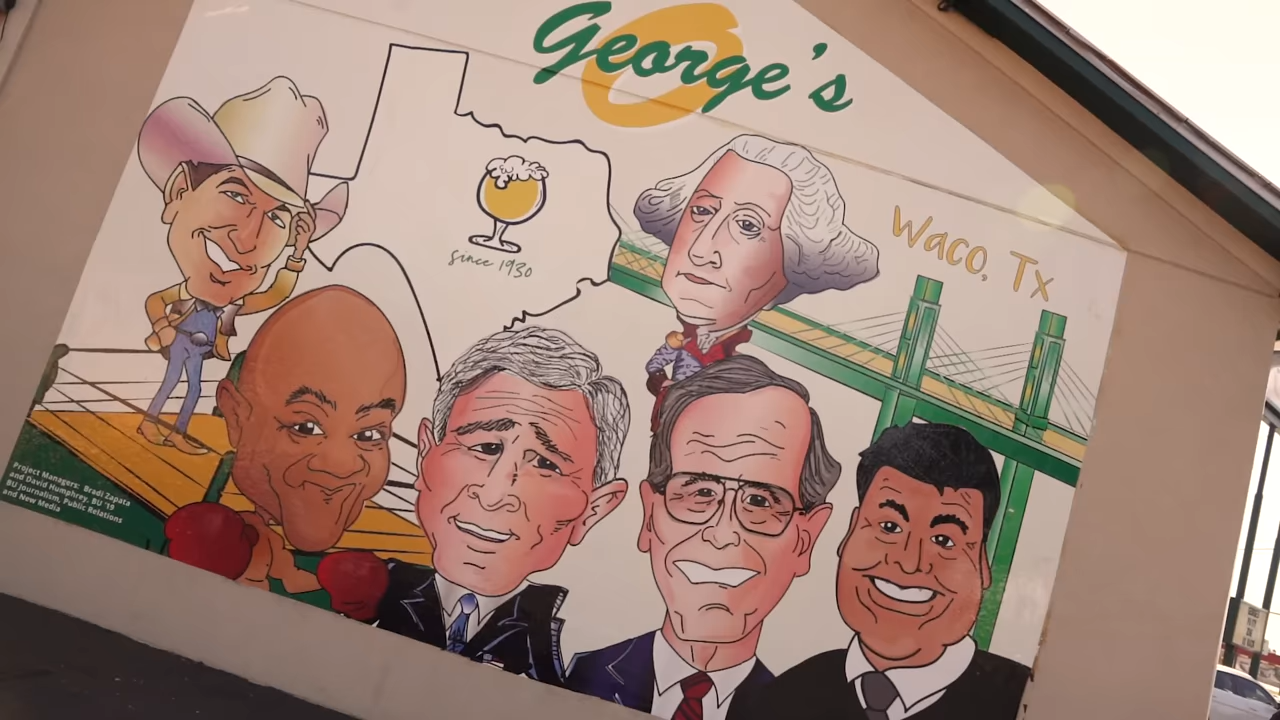 George's
Waco, Tx
since 1930
Project Managers: Bradi Zapata
and David Humphrey, BU '19
BU Journalism, Public Relations
and New Media